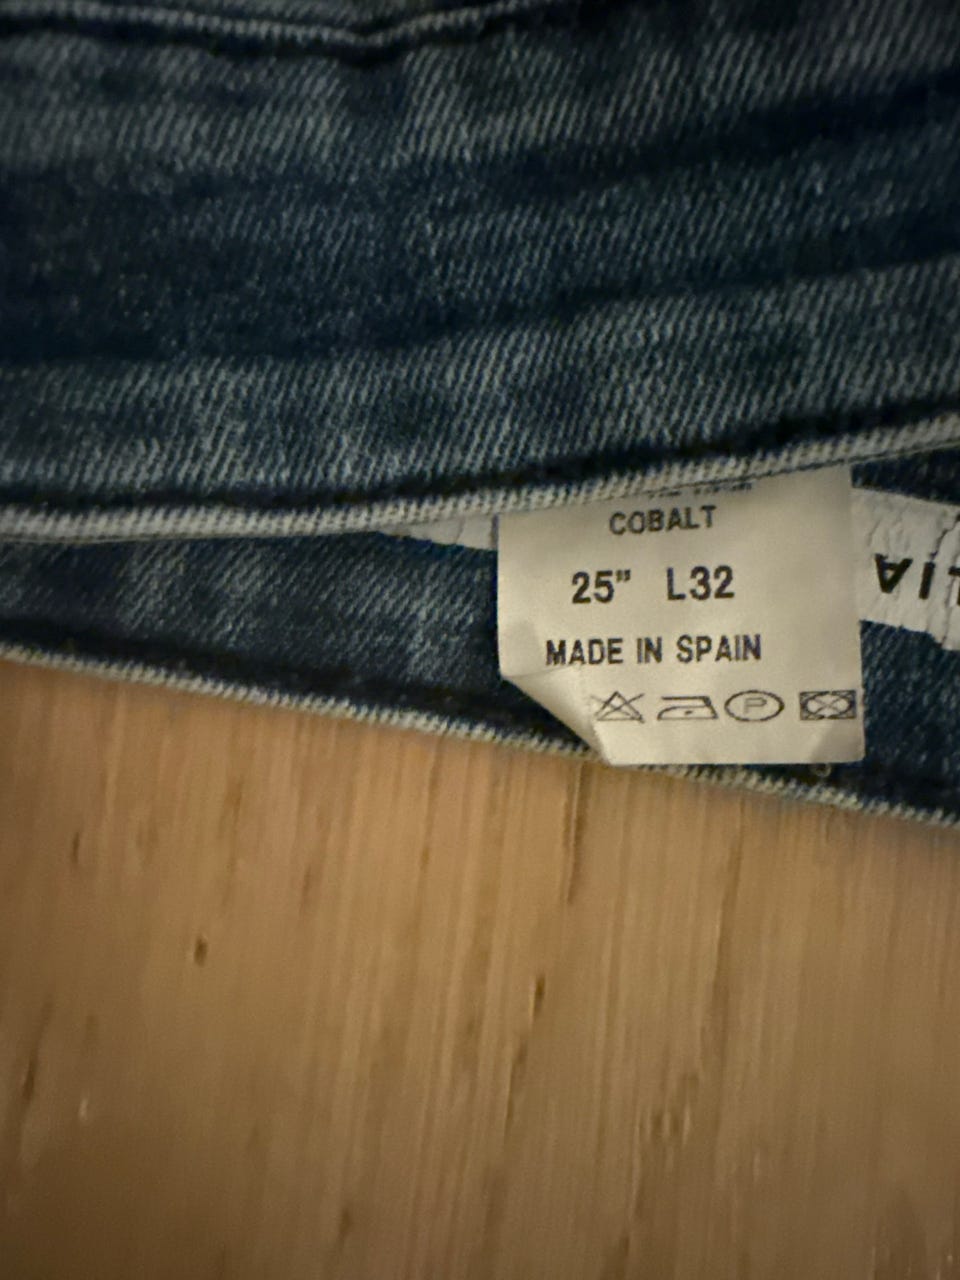 COBALT
25" L32
MADE IN SPAIN
P